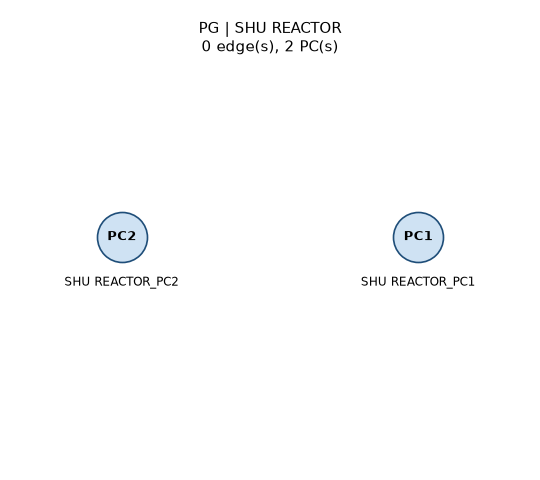 PG | SHU REACTOR
0 edge(s), 2 PC(s)
PC2
PC1
SHU REACTOR_PC2
SHU REACTOR_PC1